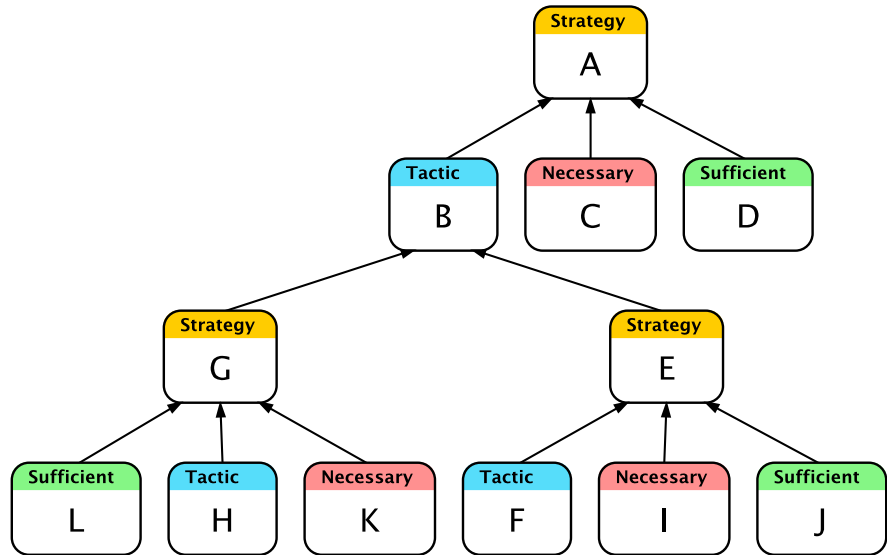 Strategy
A
Tactic
B
Necessary
C
Sufficient
D
Strategy
G
Strategy
E
Sufficient
L
Tactic
H
Necessary
K
Tactic
F
Necessary
I
Sufficient
J